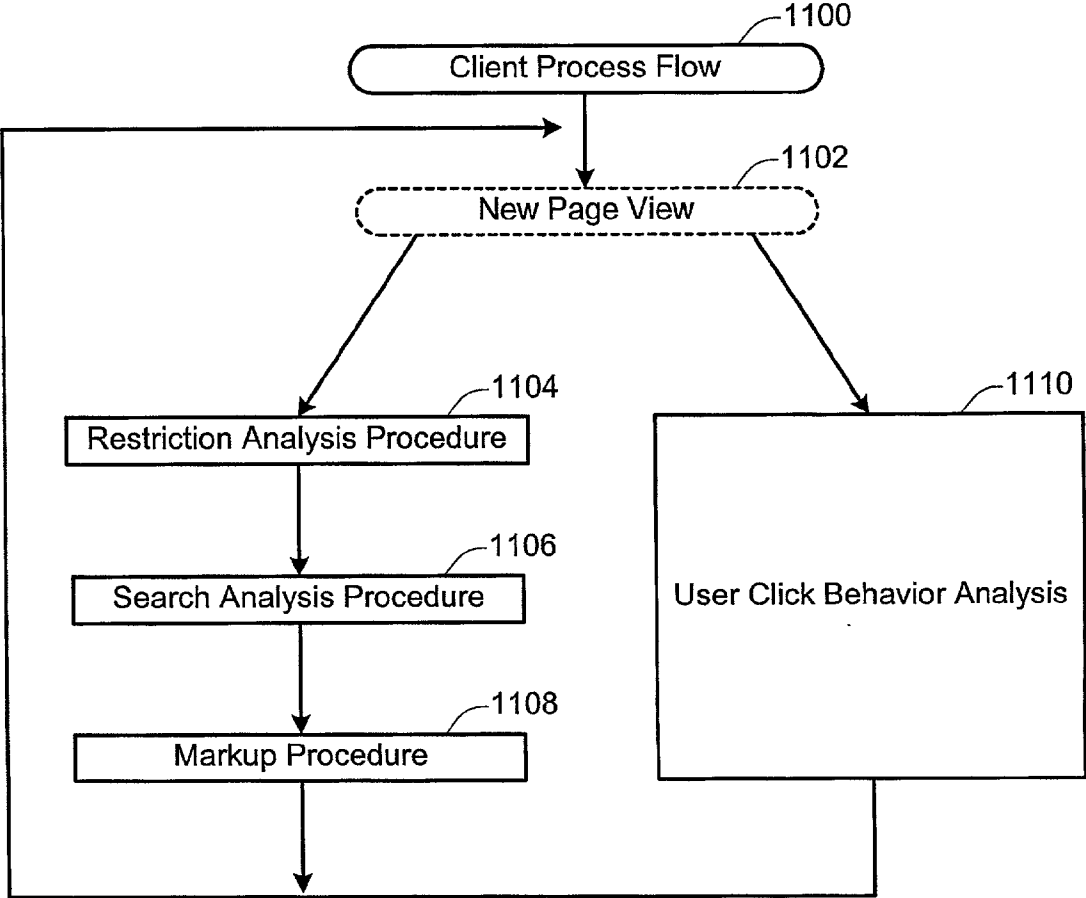 1100
Client Process Flow
1102
New Page View
1104
Restriction Analysis Procedure
1106
Search Analysis Procedure
1108
Markup Procedure
1110
User Click Behavior Analysis